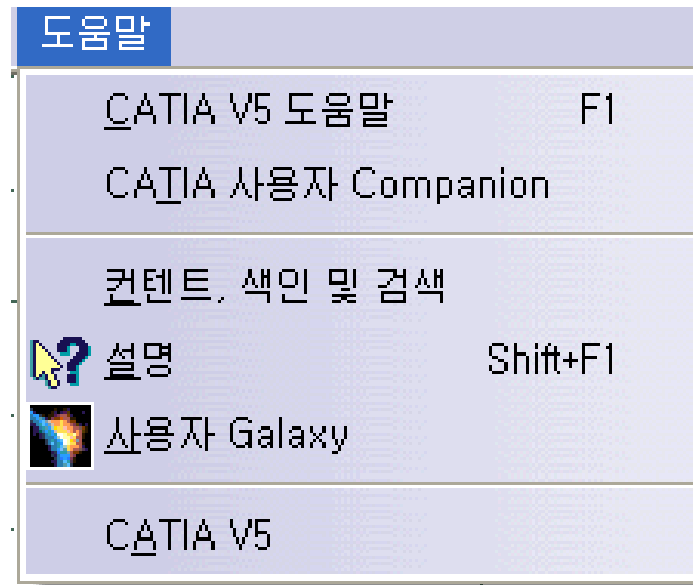 도움말
CATIA V5 도움말 F1
CATIA 사용자 Companion
컨텐트, 색인 및 검색
설명 Shift+F1
사용자 Galaxy
CATIA V5